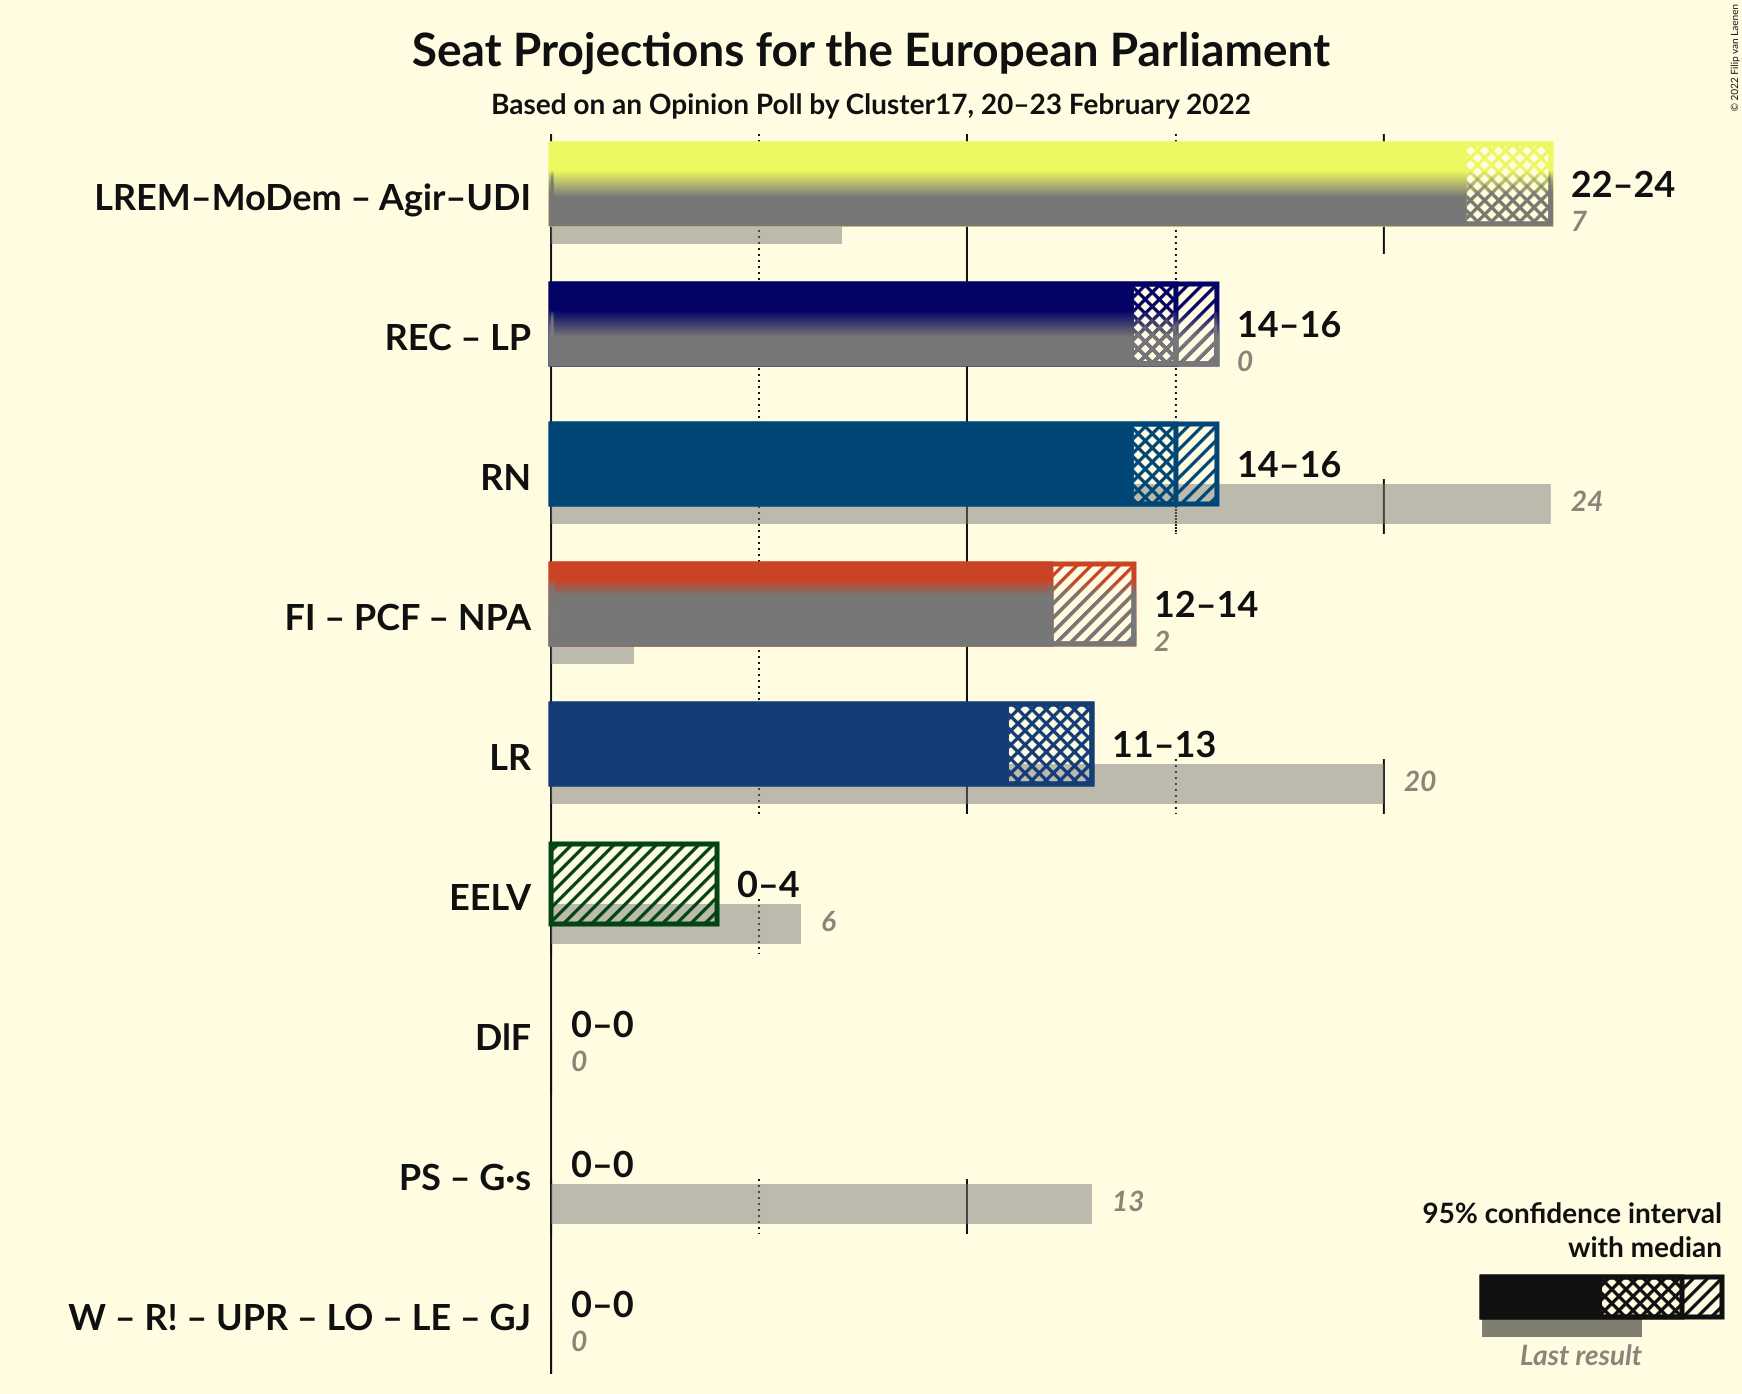 Seat Projections for the European Parliament
Based on an Opinion Poll by Cluster17, 20–23 February 2022
© 2022 Filip van Laenen
LREM–MoDem – Agir–UDI
22–24
7
REC – LP
14–16
0
RN
14–16
24
FI – PCF – NPA
12–14
2
LR
11–13
20
EELV
0–4
6
DlF
0–0
0
PS – G·s
0–0
13
W – R! – UPR – LO – LE – GJ
0–0
0
95% confidence interval
with median
Last result